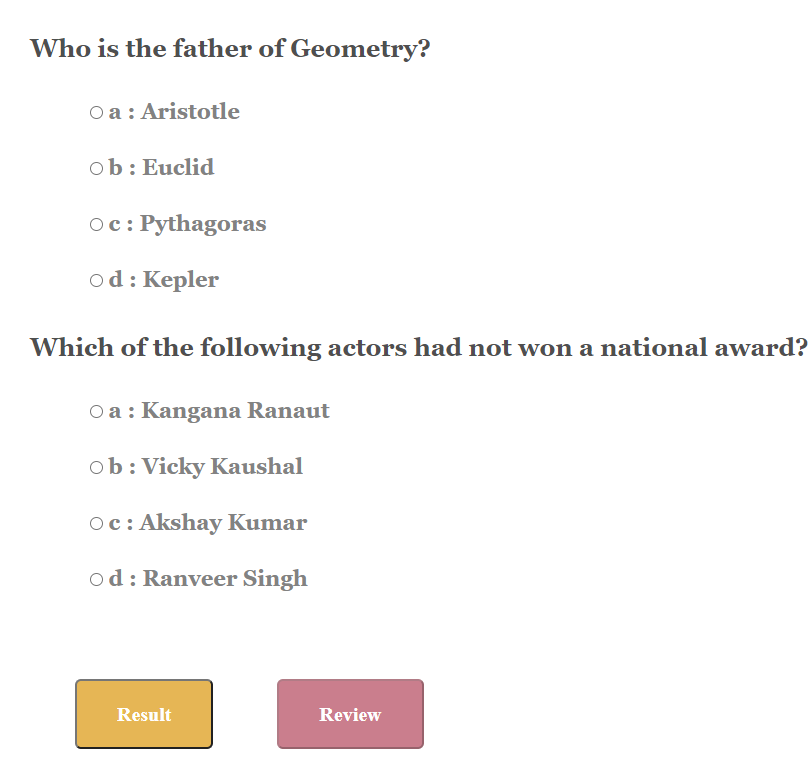 Who is the father of Geometry?
a : Aristotle
b : Euclid
c : Pythagoras
d : Kepler
Which of the following actors had not won a national award?
a : Kangana Ranaut
b : Vicky Kaushal
c : Akshay Kumar
d : Ranveer Singh
Result Review